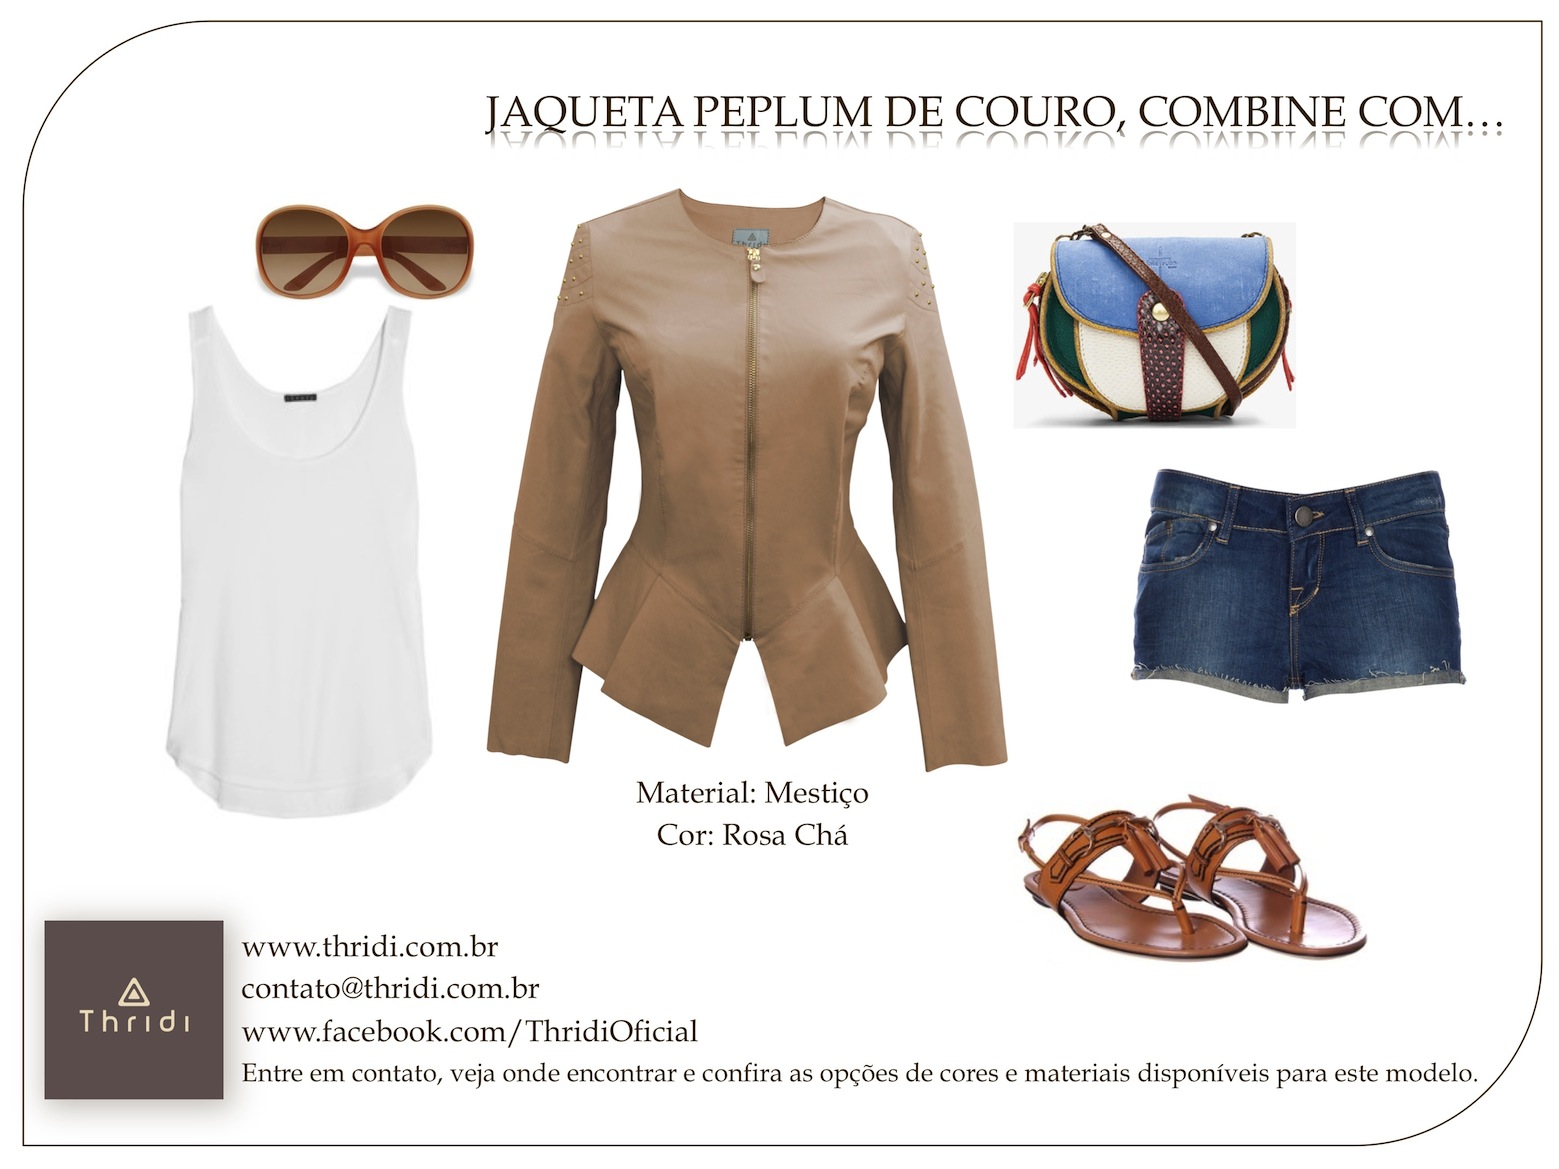 JAQUETA PEPLUM DE COURO, COMBINE COM...
Thridi
Material: Mestiço
Cor: Rosa Chá
Thridi
www.thridi.com.br
contato@thridi.com.br
www.facebook.com/ThridiOficial
Entre em contato, veja onde encontrar e confira as opções de cores e materiais disponíveis para este modelo.